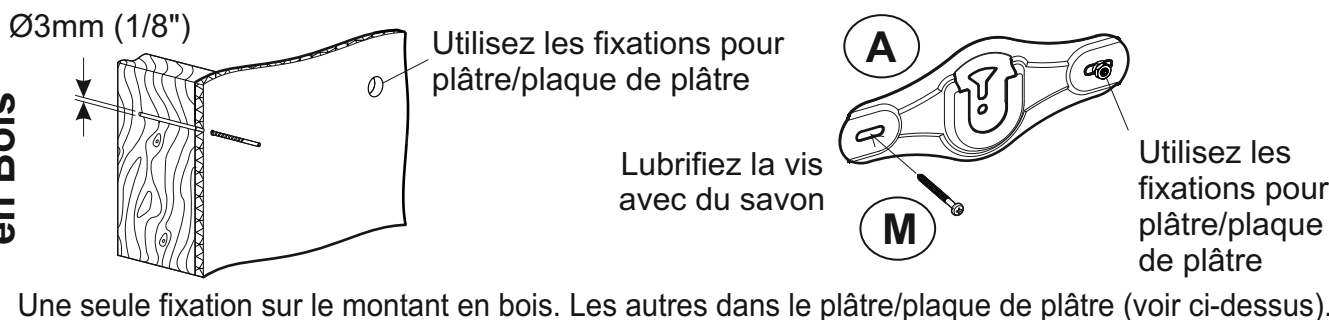 Ø3mm (1/8")
en Bois
Utilisez les fixations pour
plâtre/plaque de plâtre
A
Lubrifiez la vis
avec du savon
M
Utilisez les
fixations pour
plâtre/plaque
de plâtre
Une seule fixation sur le montant en bois. Les autres dans le plâtre/plaque de plâtre (voir ci-dessus).